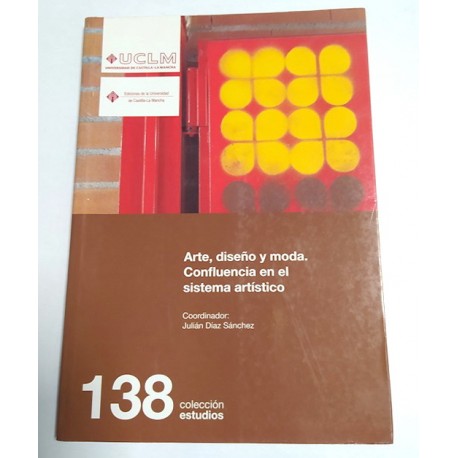 UCLM
UNIVERSIDAD DE CASTILLA-LA MANCHA
Ediciones de la Universidad
de Castilla-La Mancha
Arte, diseño y moda.
Confluencia en el
sistema artístico
Coordinador:
Julián Díaz Sánchez
138 colección
estudios